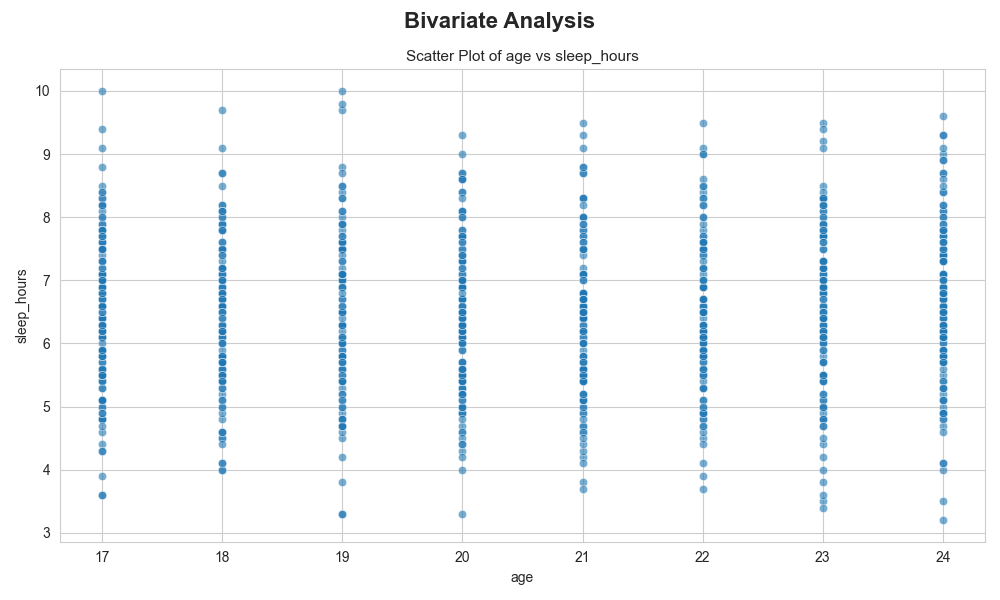 Bivariate Analysis
Scatter Plot of age vs sleep_hours
10
9
8
7
6
5
4
3
sleep_hours
17 18 19 20 21 22 23 24
age